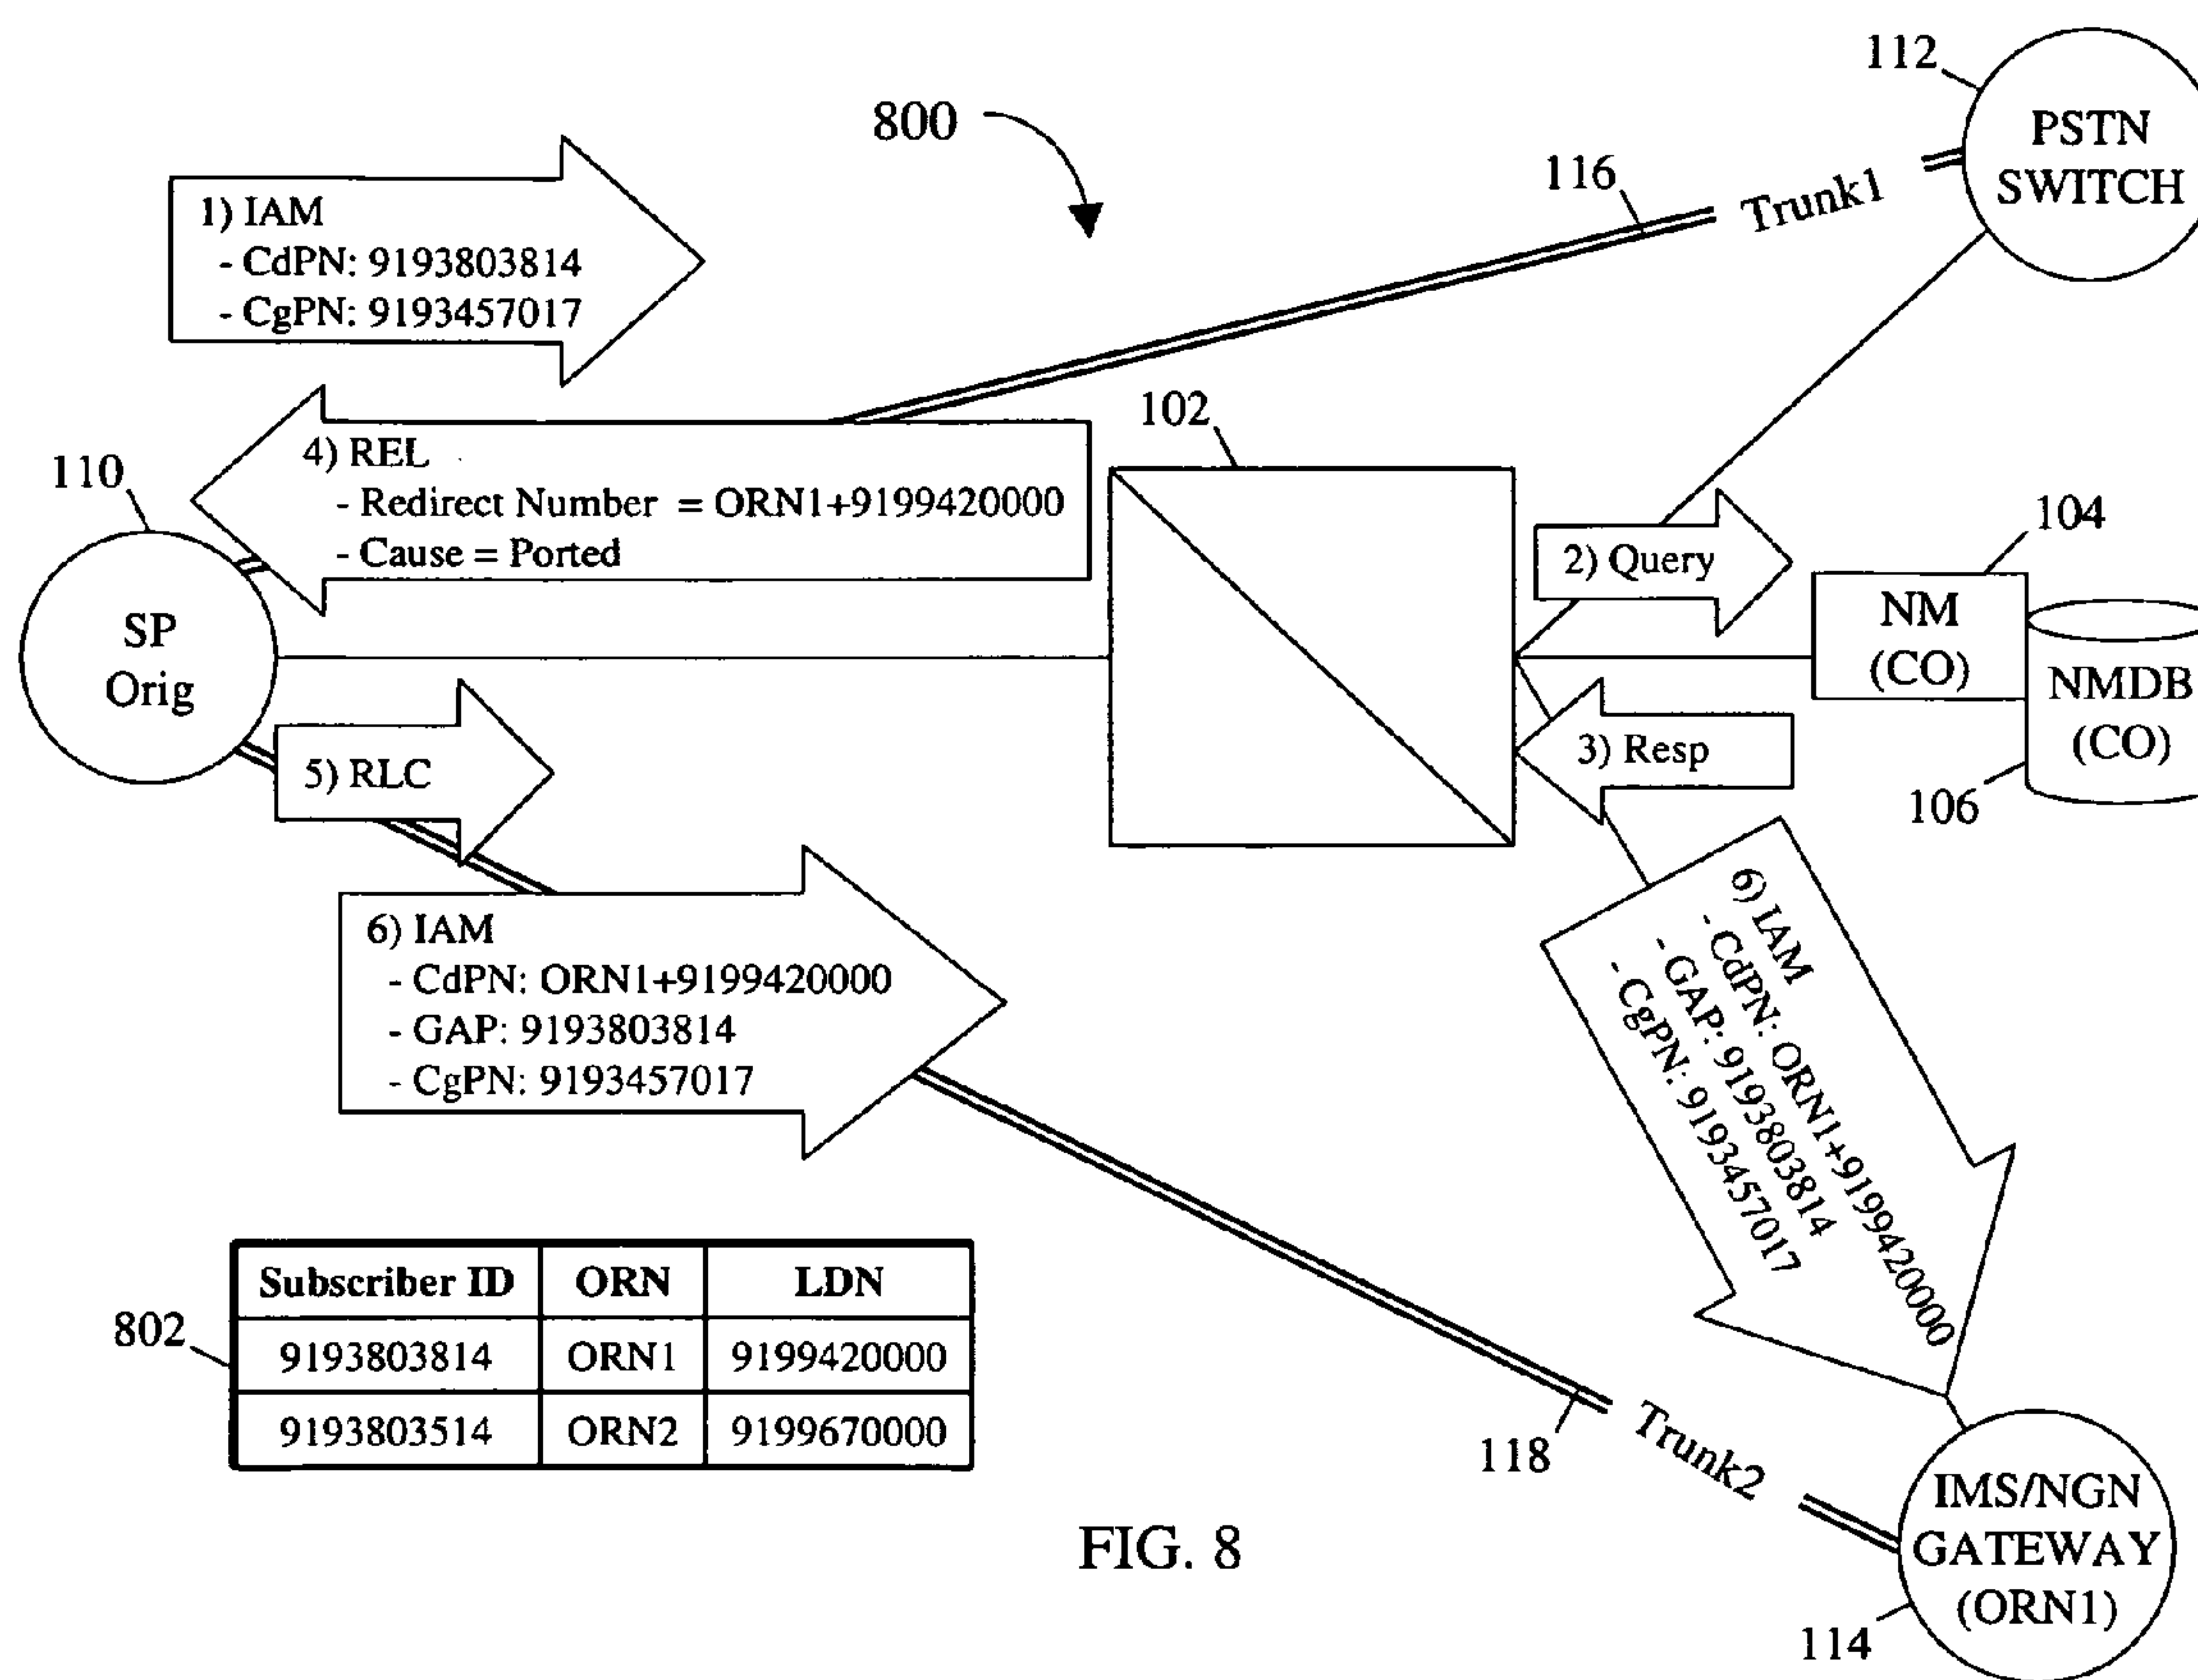 800
112
PSTN
SWITCH
116
Trunk1
1) IAM
- CdPN: 9193803814
- CgPN: 9193457017
102
4) REL
- Redirect Number = ORN1+9199420000
- Cause = Ported
110
SP
Orig
2) Query
104
NM
(CO)
NMDB
(CO)
106
3) Resp
5) RLC
6) IAM
- CdPN: ORN1+9199420000
- GAP: 9193803814
- CgPN: 9193457017
6) IAM
- CdPN: ORN1+9199420000
- GAP: 9193803814
- CgPN: 9193457017
802
Subscriber ID ORN LDN
9193803814 ORN1 9199420000
9193803514 ORN2 9199670000
118
Trunk2
IMS/NGN
GATEWAY
(ORN1)
114
FIG. 8